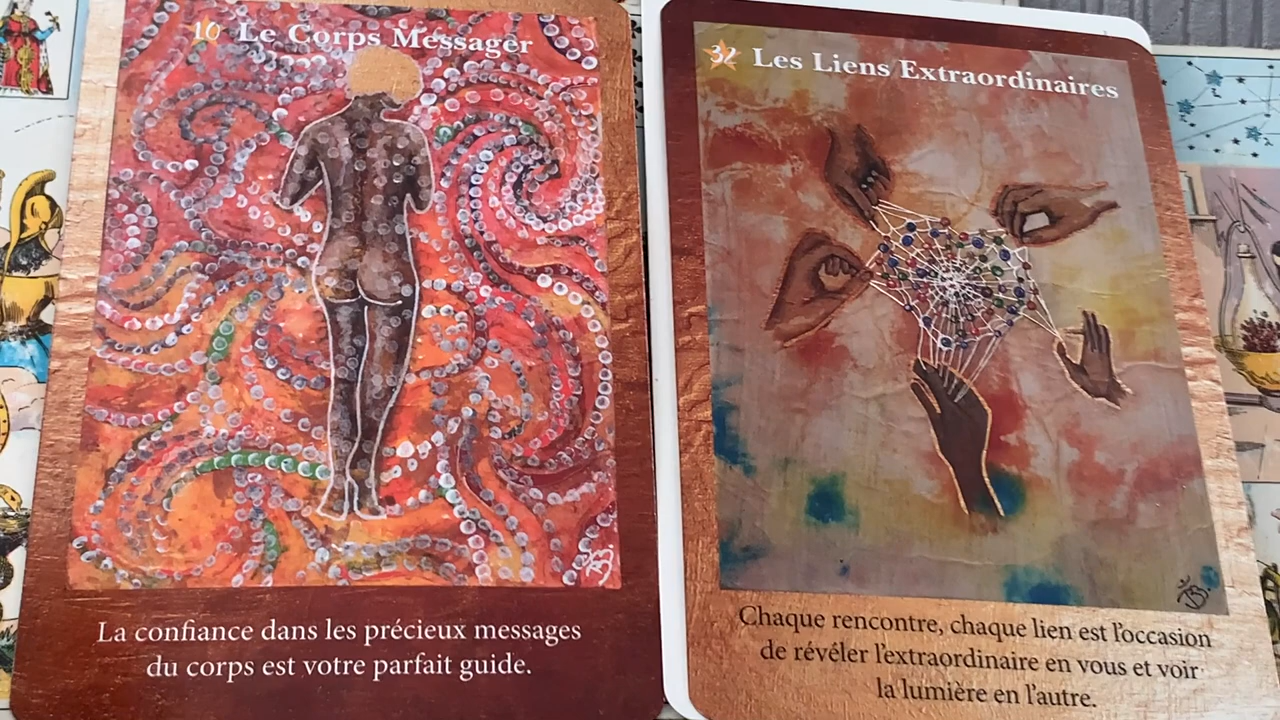 10 Le Corps Messager
La confiance dans les précieux messages
du corps est votre parfait guide.
32 Les Liens Extraordinaires
Chaque rencontre, chaque lien est l'occasion
de révéler l'extraordinaire en vous et voir
la lumière en l'autre.